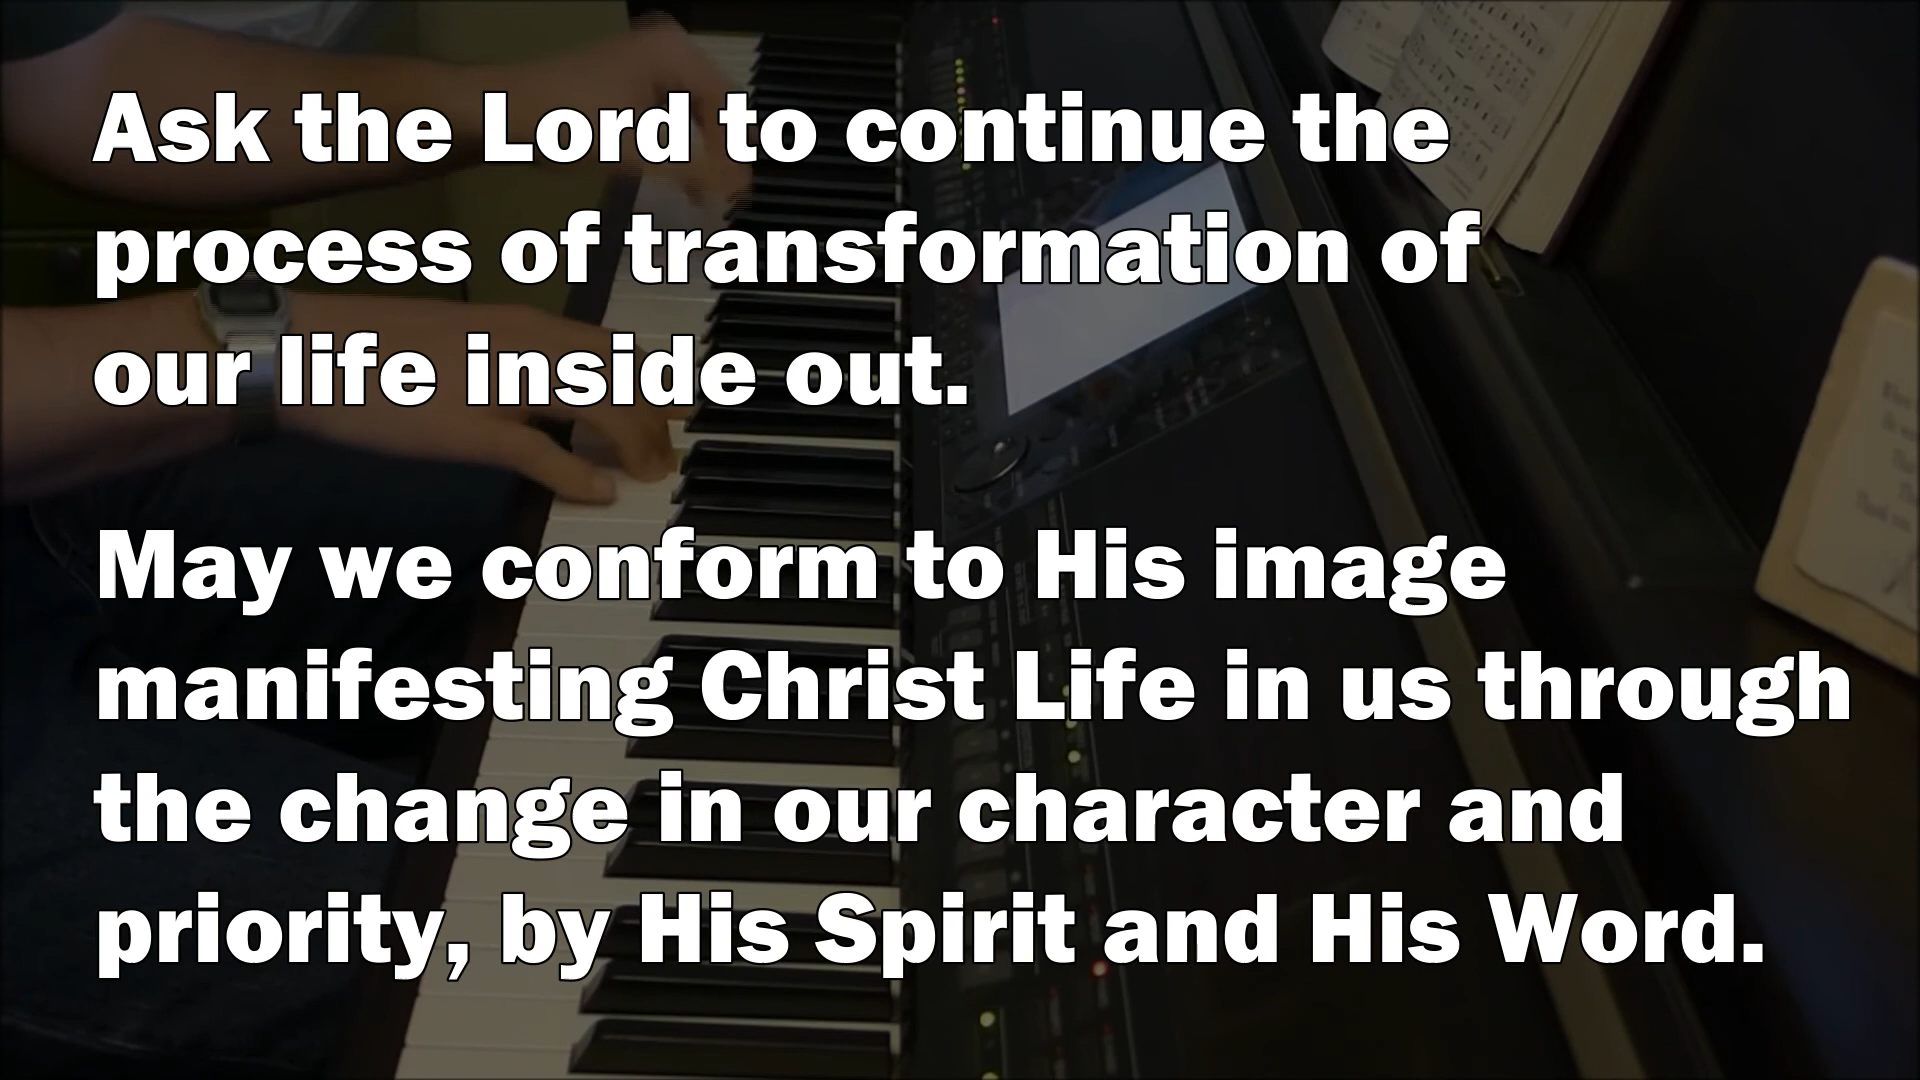 Ask the Lord to continue the
process of transformation of
our life inside out.
May we conform to His image
manifesting Christ Life in us through
the change in our character and
priority, by His Spirit and His Word.